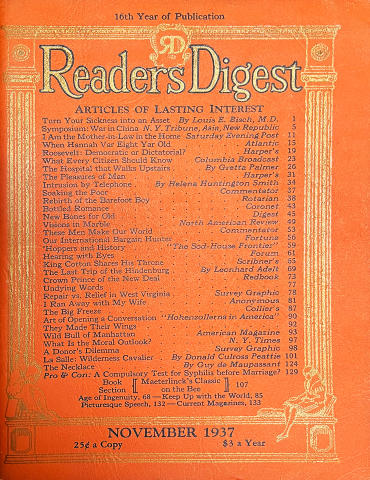 16th Year of Publication
RD
Readers Digest
ARTICLES OF LASTING INTEREST
Turn Your Sickness into an Asset . By Louis E. Bisch, M.D. 1
Symposium: War in China N. Y. Tribune, Asia, New Republic 5
I Am the Mother-in-Law in the Home Saturday Evening Post 11
When Hannah Var Eight Yar Old Atlantic 15
Roosevelt: Democratic or Dictatorial? Harper's 19
What Every Citizen Should Know Columbia Broadcast 23
The Hospital that Walks Upstairs By Gretta Palmer 26
The Pleasures of Man Harper's 31
Intrusion by Telephone By Helena Huntington Smith 34
Soaking the Poor Commentator 37
Rebirth of the Barefoot Boy Rotarian 38
Bottled Romance Coronet 43
New Bones for Old Digest 45
Visions in Marble North American Review 49
These Men Make Our World Commentator 53
Our International Bargain Hunter Fortune 56
'Hoppers and History "The Sod-House Frontier" 59
Hearing with Eyes Forum 61
King Cotton Shares His Throne Scribner's 65
The Last Trip of the Hindenburg By Leonhard Adelt 69
Crown Prince of the New Deal Redbook 73
Undying Words 77
Repair vs. Relief in West Virginia Survey Graphic 78
I Ran Away with My Wife Anonymous 81
The Big Freeze Collier's 87
Art of Opening a Conversation "Hohenzollerns in America" 90
They Made Their Wings 92
Wild Bull of Manhattan American Magazine 93
What Is the Moral Outlook? N. Y. Times 97
A Donor's Dilemma Survey Graphic 98
La Salle: Wilderness Cavalier By Donald Culross Peattie 101
The Necklace By Guy de Maupassant 124
Pro & Con: A Compulsory Test for Syphilis before Marriage? 129
Book Section [ Maeterlinck's Classic on the Bee ] 107
Age of Ingenuity, 68 — Keep Up with the World, 85
Picturesque Speech, 132 — Current Magazines, 133
NOVEMBER 1937
25¢ a Copy $3 a Year